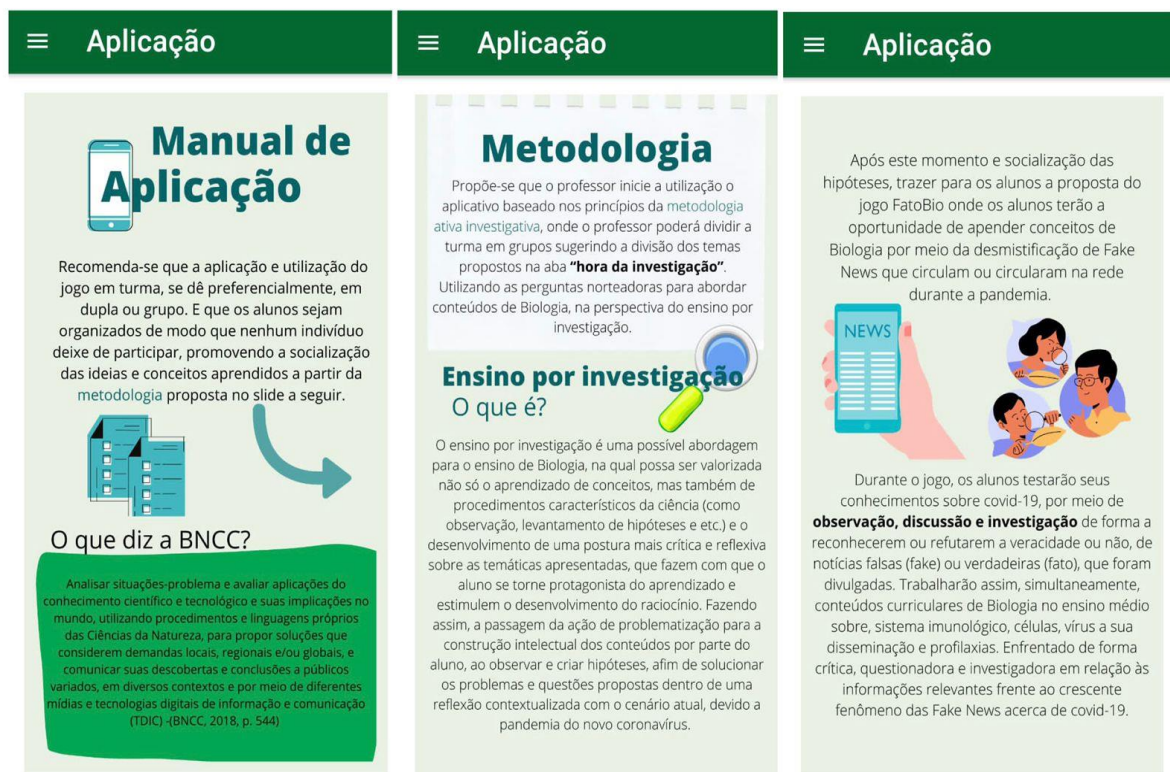 Aplicação
Manual de
Aplicação
Recomenda-se que a aplicação e utilização do
jogo em turma, se dê preferencialmente, em
dupla ou grupo. E que os alunos sejam
organizados de modo que nenhum indivíduo
deixe de participar, promovendo a socialização
das ideias e conceitos aprendidos a partir da
metodologia proposta no slide a seguir.
O que diz a BNCC?
Analisar situações-problema e avaliar aplicações do
conhecimento científico e tecnológico e suas implicações no
mundo, utilizando procedimentos e linguagens próprios
das Ciências da Natureza, para propor soluções que
considerem demandas locais, regionais e/ou globais, e
comunicar suas descobertas e conclusões a públicos
variados, em diversos contextos e por meio de diferentes
mídias e tecnologias digitais de informação e comunicação
(TDIC) -(BNCC, 2018, p. 544)
Aplicação
Metodologia
Propõe-se que o professor inicie a utilização o
aplicativo baseado nos princípios da metodologia
ativa investigativa, onde o professor poderá dividir a
turma em grupos sugerindo a divisão dos temas
propostos na aba “hora da investigação”.
Utilizando as perguntas norteadoras para abordar
conteúdos de Biologia, na perspectiva do ensino por
investigação.
Ensino por investigação
O que é?
O ensino por investigação é uma possível abordagem
para o ensino de Biologia, na qual possa ser valorizada
não só o aprendizado de conceitos, mas também de
procedimentos característicos da ciência (como
observação, levantamento de hipóteses e etc.) e o
desenvolvimento de uma postura mais crítica e reflexiva
sobre as temáticas apresentadas, que fazem com que o
aluno se torne protagonista do aprendizado e
estimulem o desenvolvimento do raciocínio. Fazendo
assim, a passagem da ação de problematização para a
construção intelectual dos conteúdos por parte do
aluno, ao observar e criar hipóteses, afim de solucionar
os problemas e questões propostas dentro de uma
reflexão contextualizada com o cenário atual, devido a
pandemia do novo coronavírus.
Aplicação
Após este momento e socialização das
hipóteses, trazer para os alunos a proposta do
jogo FatoBio onde os alunos terão a
oportunidade de apender conceitos de
Biologia por meio da desmistificação de Fake
News que circulam ou circularam na rede
durante a pandemia.
NEWS
Durante o jogo, os alunos testarão seus
conhecimentos sobre covid-19, por meio de
observação, discussão e investigação de forma a
reconhecerem ou refutarem a veracidade ou não, de
notícias falsas (fake) ou verdadeiras (fato), que foram
divulgadas. Trabalharão assim, simultaneamente,
conteúdos curriculares de Biologia no ensino médio
sobre, sistema imunológico, células, vírus a sua
disseminação e profilaxias. Enfrentado de forma
crítica, questionadora e investigadora em relação às
informações relevantes frente ao crescente
fenômeno das Fake News acerca de covid-19.